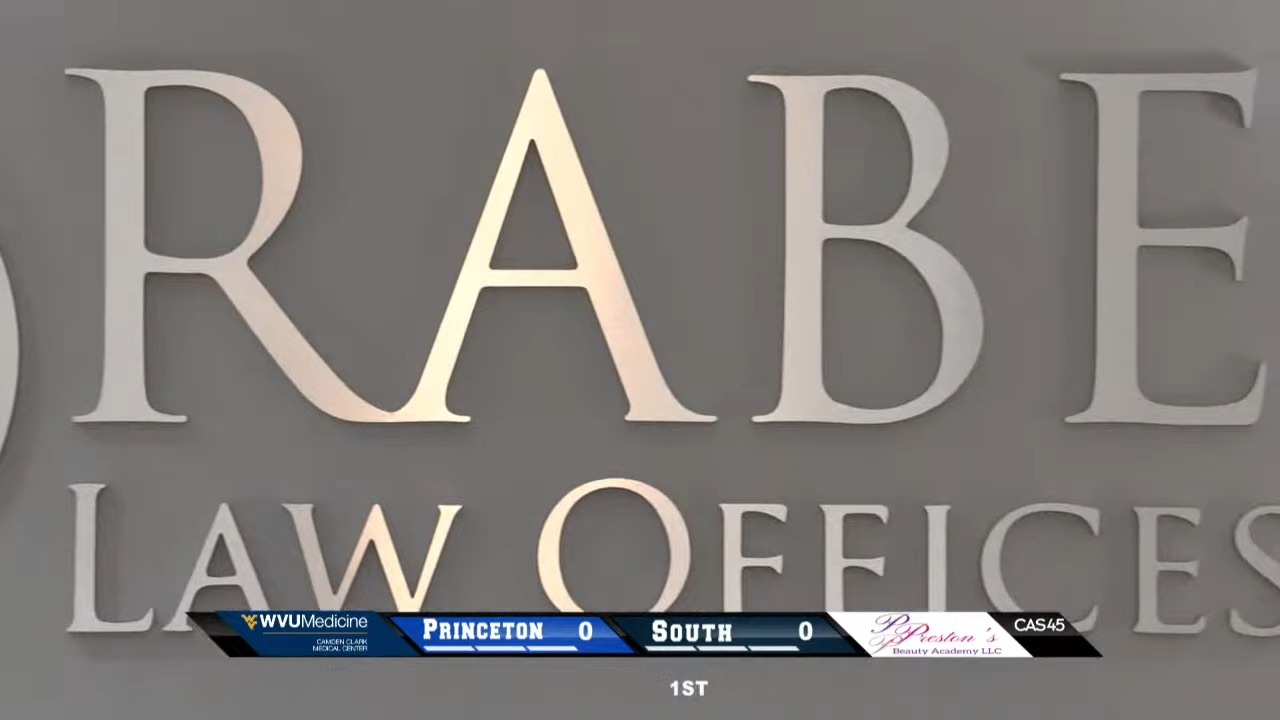 RABE
LAW OFFICES
WVUMedicine
CAMDEN CLARK
MEDICAL CENTER
PRINCETON 0
SOUTH 0
Preston's
Beauty Academy LLC
CAS45
1ST